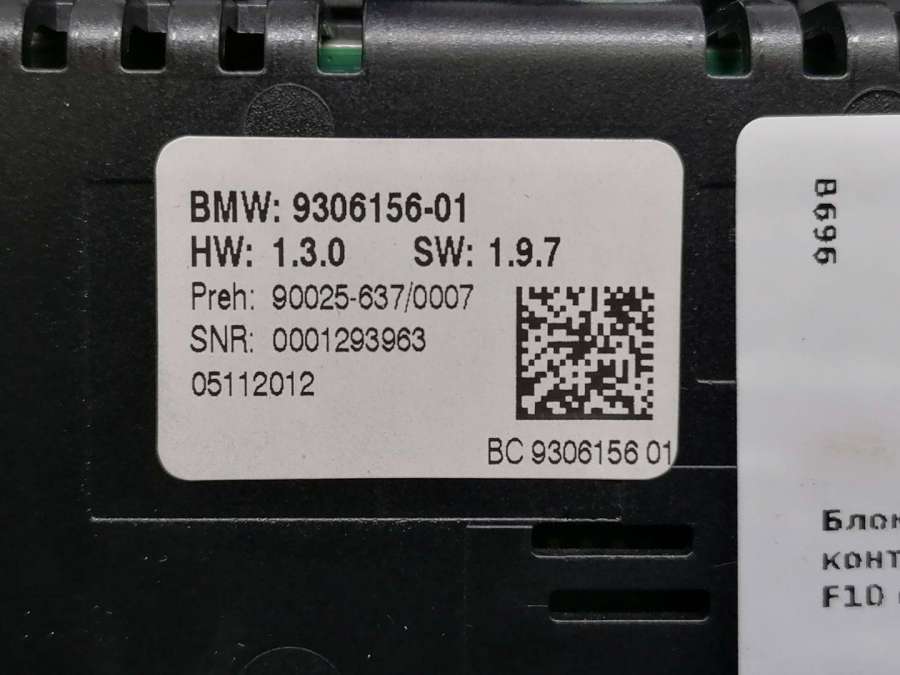 BMW: 9306156-01
HW: 1.3.0 SW: 1.9.7
Preh: 90025-637/0007
SNR: 0001293963
05112012
BC 9306156 01
B696
Блок
конт
F10